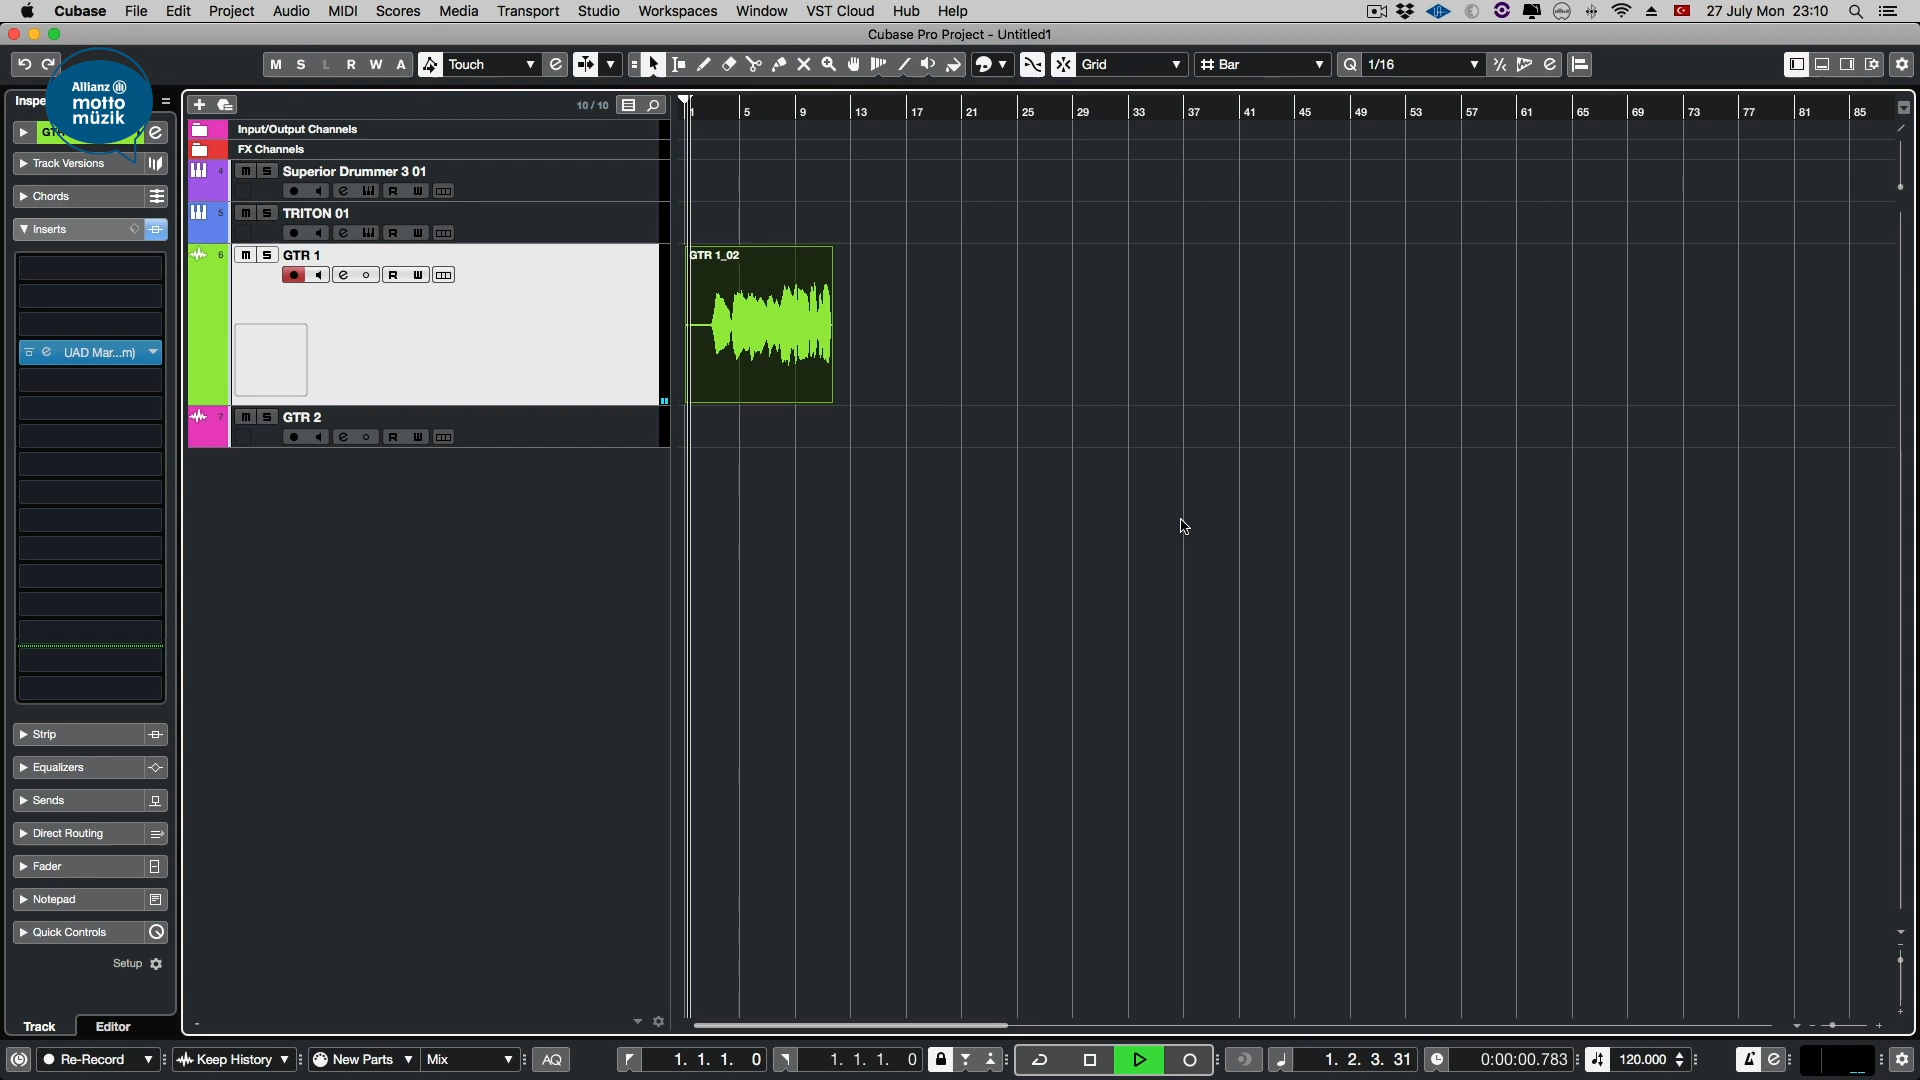 Cubase File Edit Project Audio MIDI Scores Media Transport Studio Workspaces Window VST Cloud Hub Help 27 July Mon 23:10
Cubase Pro Project - Untitled1
M S L R W A Touch Grid Bar Q 1/16
Allianz
motto
müzik
Inspe
10 / 10
1 5 9 13 17 21 25 29 33 37 41 45 49 53 57 61 65 69 73 77 81 85
Input/Output Channels
FX Channels
4 m S Superior Drummer 3 01
R W
5 m S TRITON 01
R W
6 m S GTR 1
R W
GTR 1_02
7 m S GTR 2
R W
GTR
Track Versions
Chords
Inserts
UAD Mar...m)
Strip
Equalizers
Sends
Direct Routing
Fader
Notepad
Quick Controls
Setup
Track Editor
Re-Record Keep History New Parts Mix AQ 1. 1. 1. 0 1. 1. 1. 0 1. 2. 3. 31 0:00:00.783 120.000